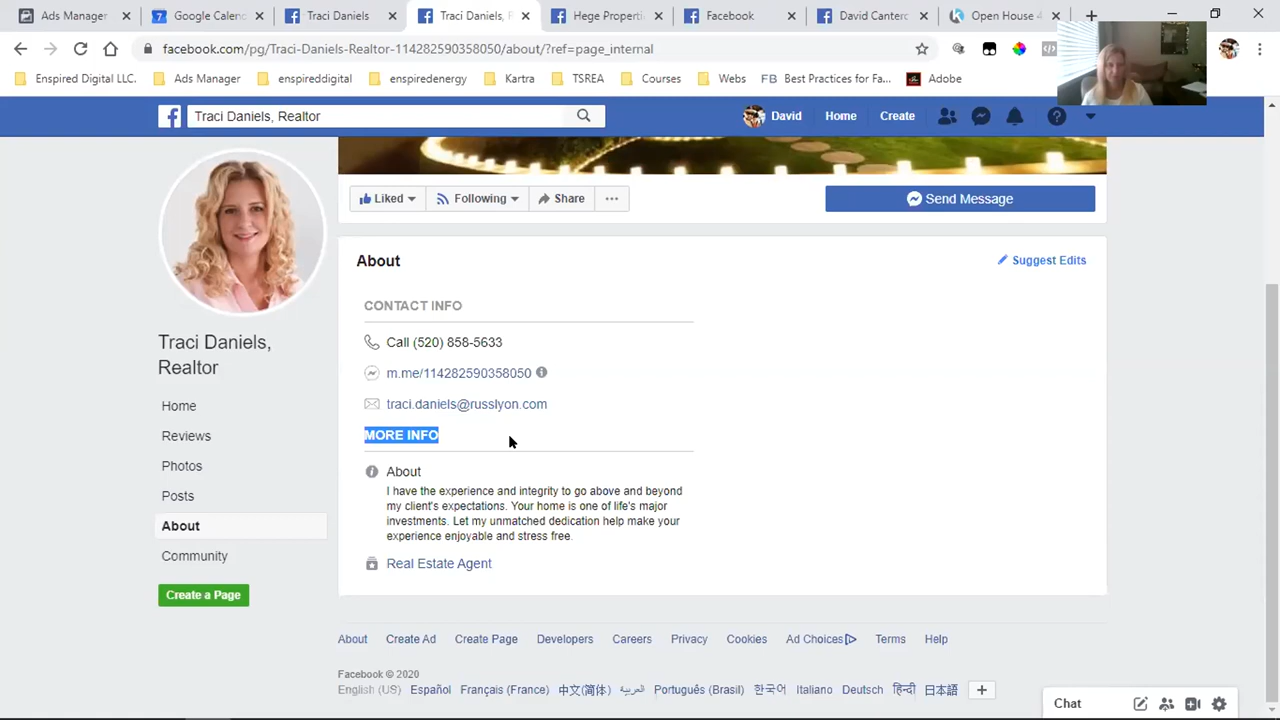 Ads Manager
Google Calen
Traci Daniels
Traci Daniels, R
Hege Properti
Facebook
David Canterc
Open House 4
facebook.com/pg/Traci-Daniels-Realtor-114282590358050/about/?ref=page_internal
Enspired Digital LLC.
Ads Manager
enspireddigital
inspiredenergy
Kartra
TSREA
Courses
Webs
FB Best Practices for Fa...
Adobe
Traci Daniels, Realtor
David
Home
Create
Liked
Following
Share
Send Message
About
Suggest Edits
CONTACT INFO
Call (520) 858-5633
m.me/114282590358050
traci.daniels@russlyon.com
MORE INFO
About
I have the experience and integrity to go above and beyond
my client's expectations. Your home is one of life's major
investments. Let my unmatched dedication help make your
experience enjoyable and stress free.
Real Estate Agent
Traci Daniels,
Realtor
Home
Reviews
Photos
Posts
About
Community
Create a Page
About
Create Ad
Create Page
Developers
Careers
Privacy
Cookies
Ad Choices
Terms
Help
Facebook © 2020
English (US)
Español
Français (France)
中文(简体)
العربية
Português (Brasil)
한국어
Italiano
Deutsch
हिन्दी
日本語
Chat